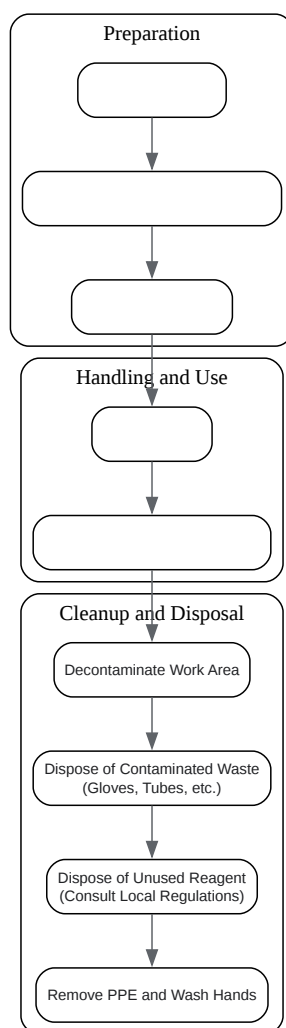 Preparation
Handling and Use
Cleanup and Disposal
Decontaminate Work Area
Dispose of Contaminated Waste
(Gloves, Tubes, etc.)
Dispose of Unused Reagent
(Consult Local Regulations)
Remove PPE and Wash Hands